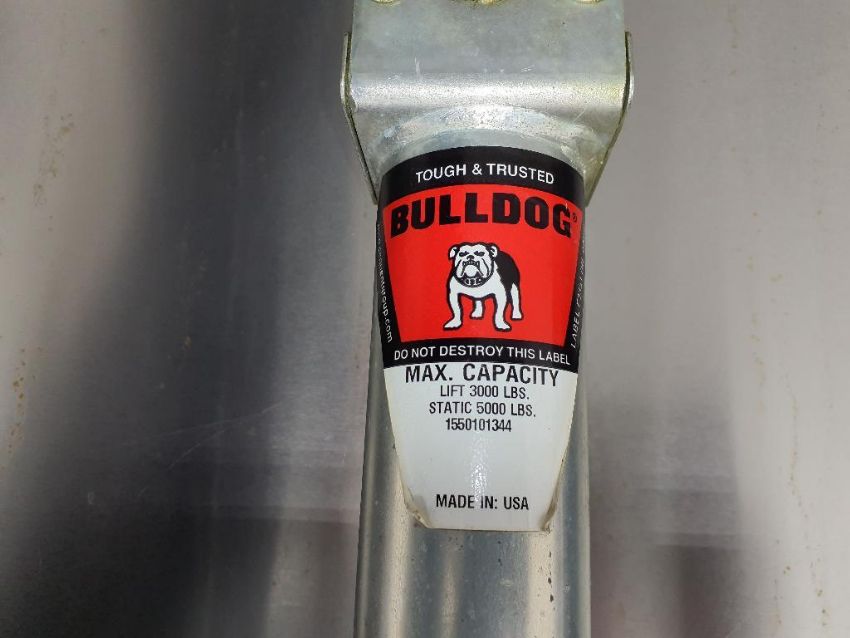 TOUGH & TRUSTED
BULLDOG®
DO NOT DESTROY THIS LABEL
MAX. CAPACITY
LIFT 3000 LBS.
STATIC 5000 LBS.
1550101344
MADE IN: USA
LABEL